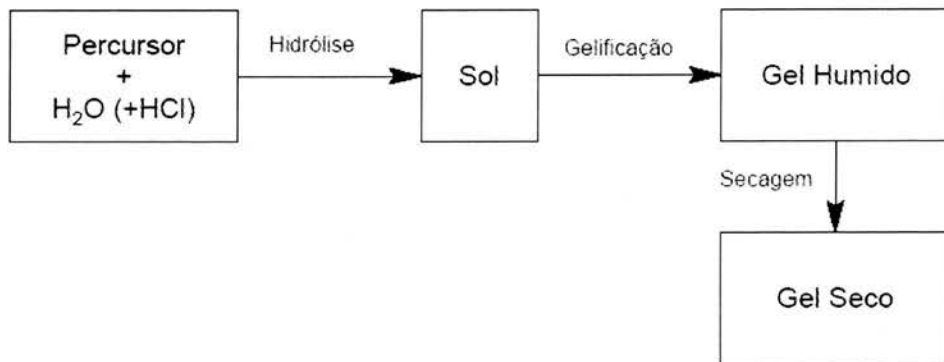 Percursor
+
H₂O (+HCl)
Hidrólise
Sol
Gelificação
Gel Humido
Secagem
Gel Seco